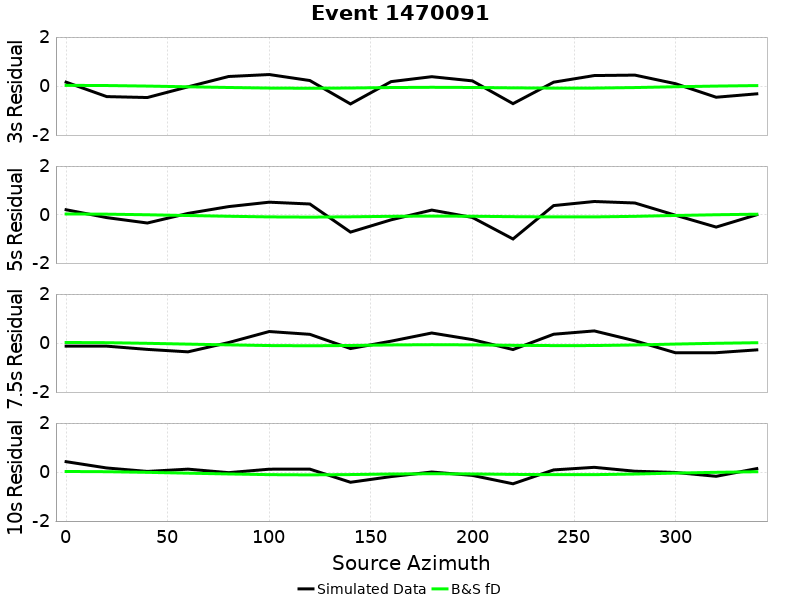 Event 1470091
3s Residual
2
0
-2
5s Residual
2
0
-2
7.5s Residual
2
0
-2
10s Residual
2
0
-2
0 50 100 150 200 250 300
Source Azimuth
Simulated Data B&S fD